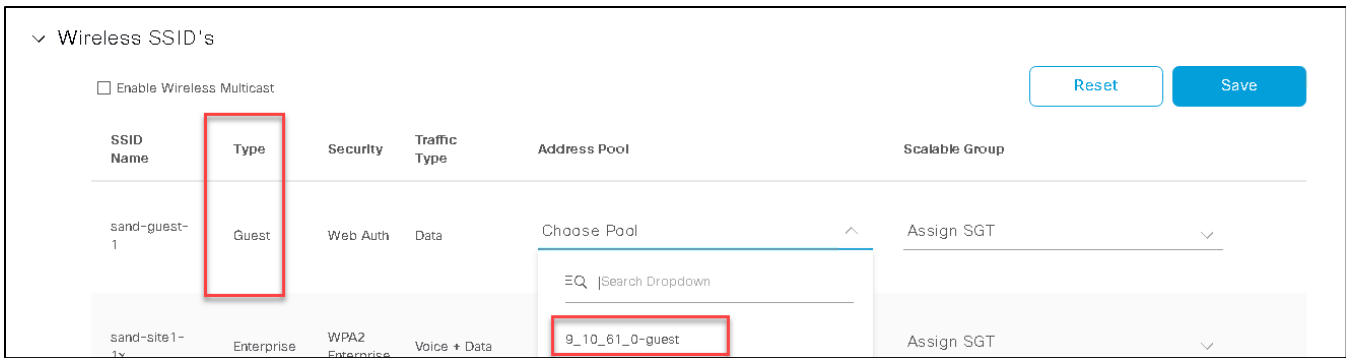 Wireless SSID's
Enable Wireless Multicast
Reset
Save
SSID Name
Type
Security
Traffic Type
Address Pool
Scalable Group
sand-guest-1
Guest
Web Auth
Data
Choose Pool
Assign SGT
Search Dropdown
9_10_61_0-guest
sand-site1-1x
Enterprise
WPA2 Enterprise
Voice + Data
Assign SGT